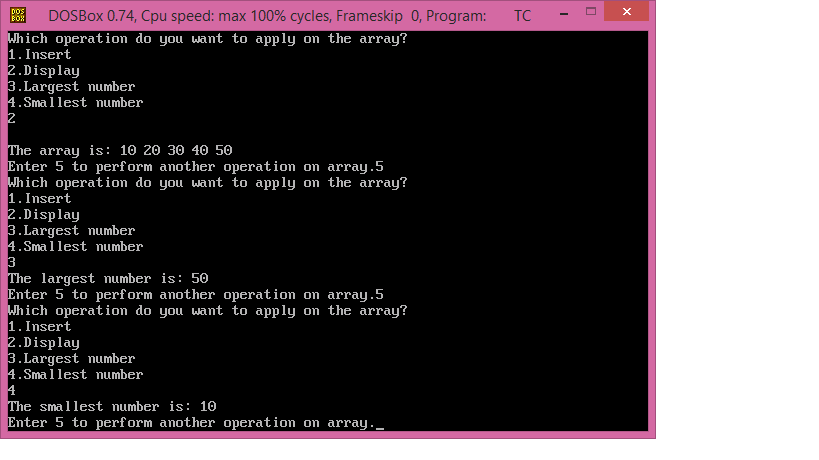 DOS BOX
DOSBox 0.74, Cpu speed: max 100% cycles, Frameskip 0, Program: TC
Which operation do you want to apply on the array?
1.Insert
2.Display
3.Largest number
4.Smallest number
2
The array is: 10 20 30 40 50
Enter 5 to perform another operation on array.5
Which operation do you want to apply on the array?
1.Insert
2.Display
3.Largest number
4.Smallest number
3
The largest number is: 50
Enter 5 to perform another operation on array.5
Which operation do you want to apply on the array?
1.Insert
2.Display
3.Largest number
4.Smallest number
4
The smallest number is: 10
Enter 5 to perform another operation on array._